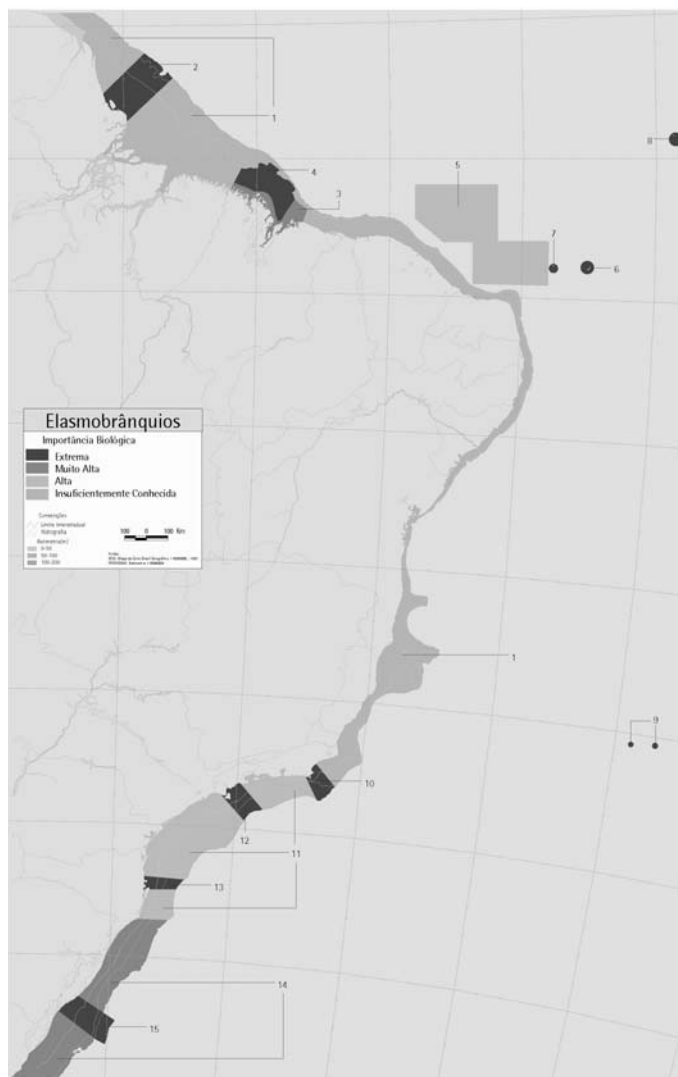 2
1
8
4
5
3
7
6
Elasmobrânquios
Importância Biológica
Extrema
Muito Alta
Alta
Insuficientemente Conhecida
Convenções
Limite Interestadual
Hidrografia
100 0 100 Km
0-50
50-100
100-200
1
9
10
12
11
13
14
15